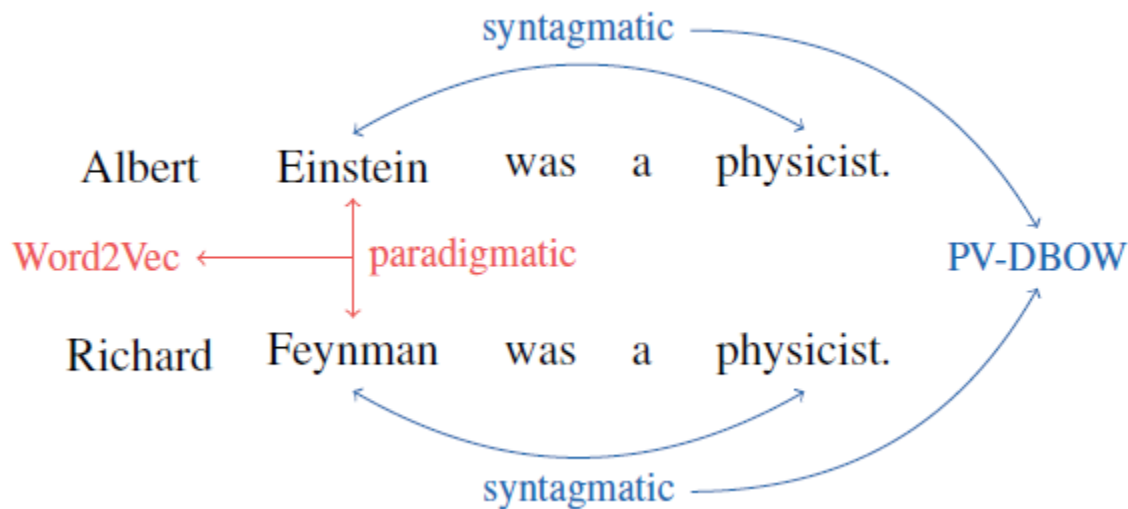 syntagmatic
Albert Einstein was a physicist.
Word2Vec paradigmatic PV-DBOW
Richard Feynman was a physicist.
syntagmatic